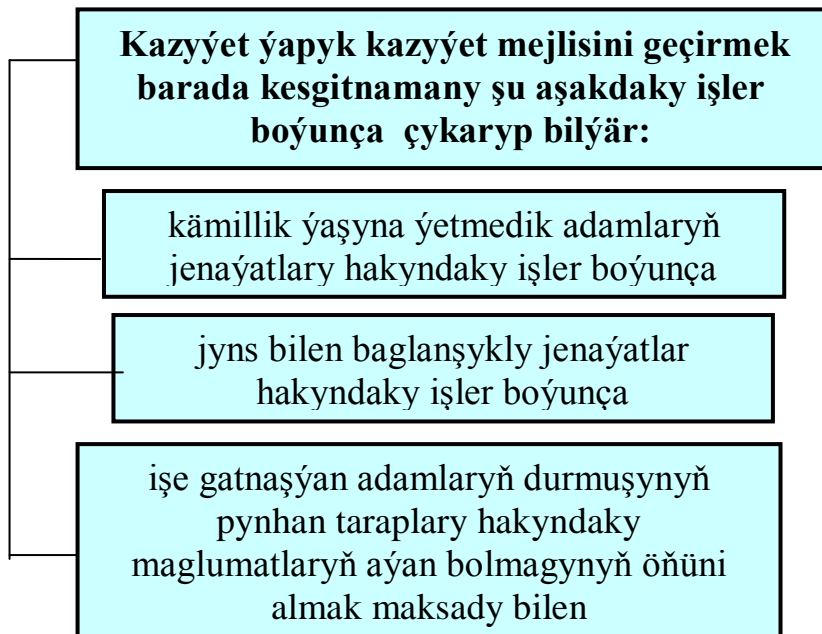 Kazyýet ýapyk kazyýet mejlisini geçirmek
barada kesgitnamany şu aşakdaky işler
boýunça çykaryp bilýär:
kämillik ýaşyna ýetmedik adamlaryň
jenaýatlary hakyndaky işler boýunça
jyns bilen baglanşykly jenaýatlar
hakyndaky işler boýunça
işe gatnaşýan adamlaryň durmuşynyň
pynhan taraplary hakyndaky
maglumatlaryň aýan bolmagynyň öňüni
almak maksady bilen